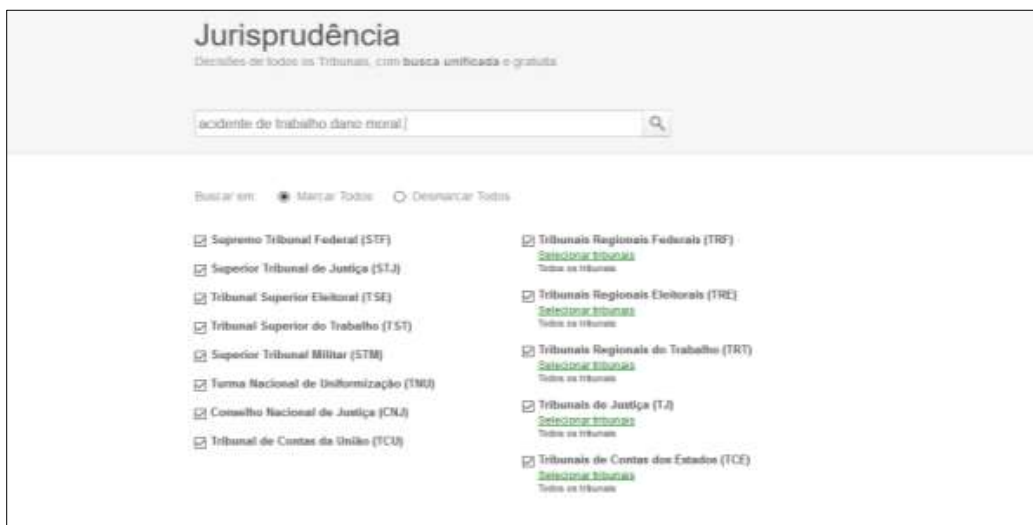 Jurisprudência
Decisões de todos os Tribunais, com busca unificada e gratuita
acidente de trabalho dano moral
Buscar em: Marcar Todos Desmarcar Todos
Supremo Tribunal Federal (STF)
Superior Tribunal de Justiça (STJ)
Tribunal Superior Eleitoral (TSE)
Tribunal Superior do Trabalho (TST)
Superior Tribunal Militar (STM)
Turma Nacional de Uniformização (TNU)
Conselho Nacional de Justiça (CNJ)
Tribunal de Contas da União (TCU)
Tribunais Regionais Federais (TRF)
Selecionar tribunais
Todos os tribunais
Tribunais Regionais Eleitorais (TRE)
Selecionar tribunais
Todos os tribunais
Tribunais Regionais do Trabalho (TRT)
Selecionar tribunais
Todos os tribunais
Tribunais de Justiça (TJ)
Selecionar tribunais
Todos os tribunais
Tribunais de Contas dos Estados (TCE)
Selecionar tribunais
Todos os tribunais